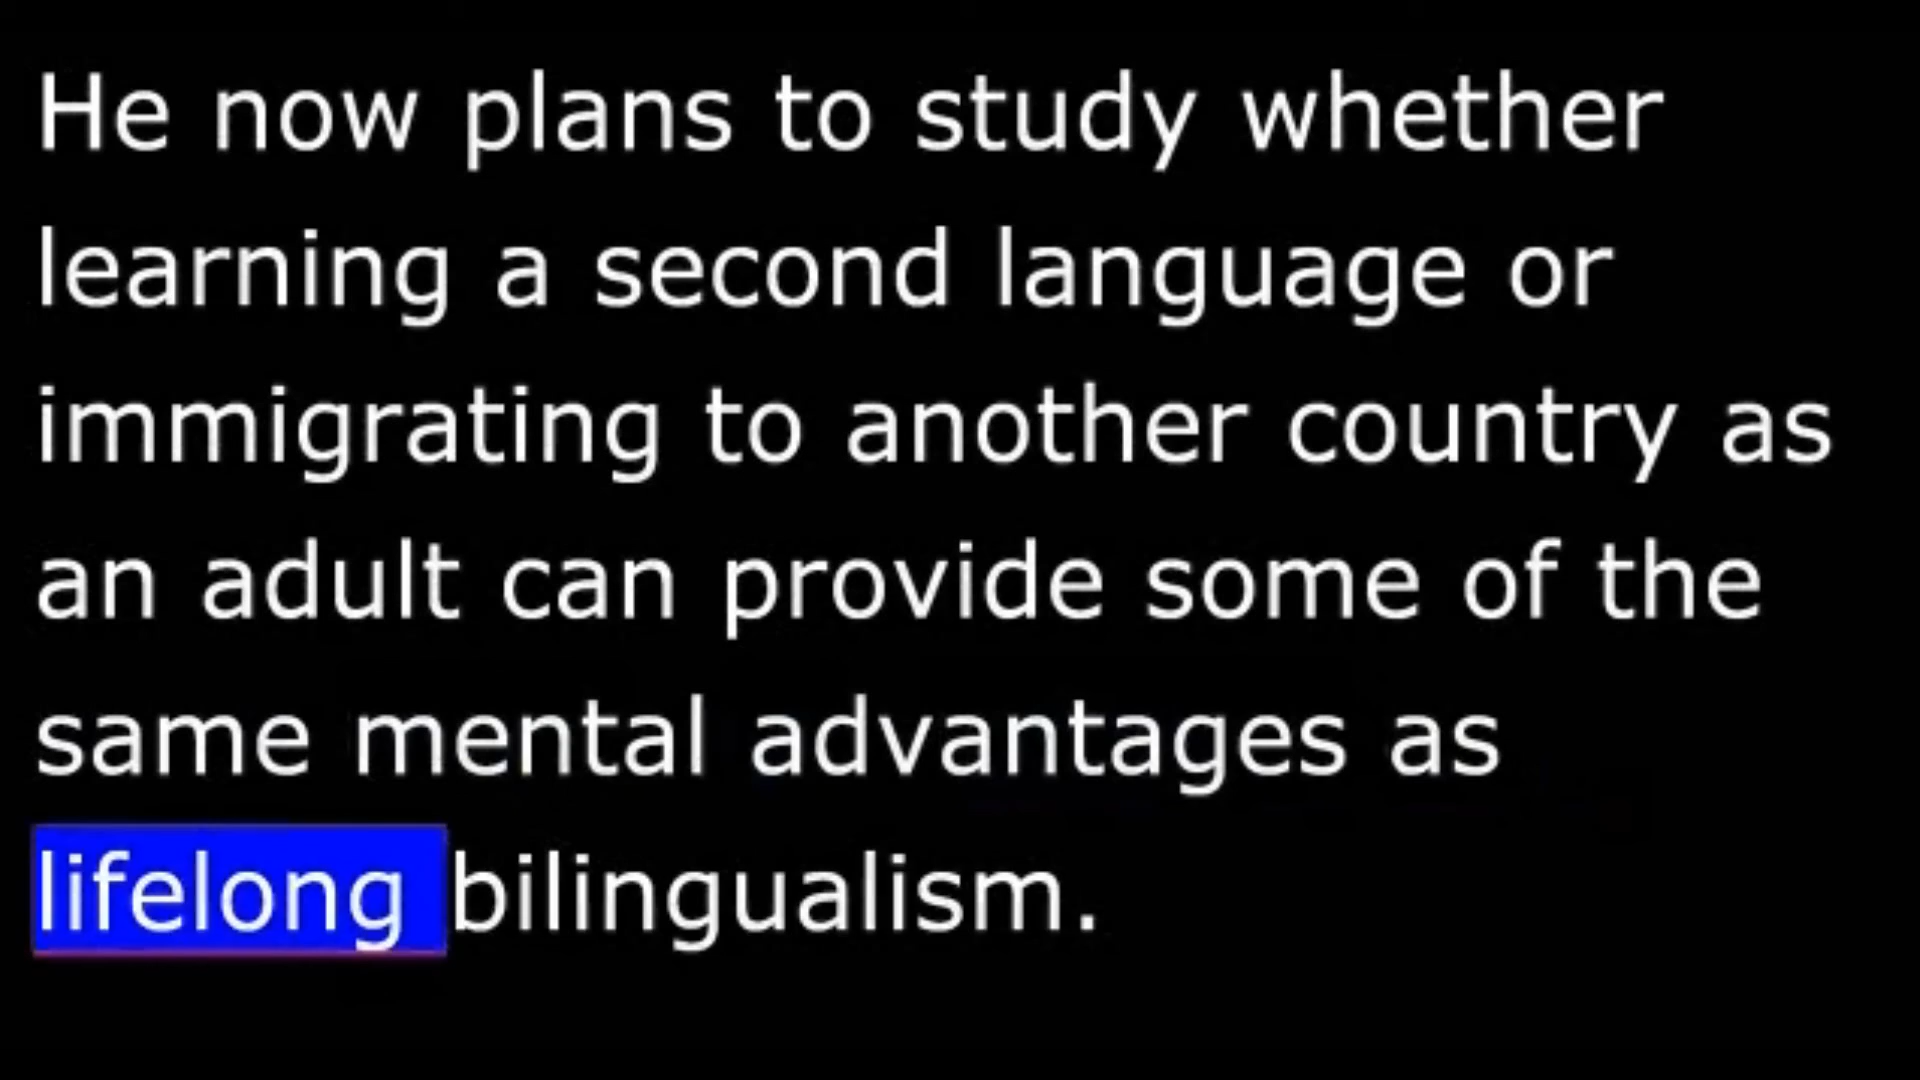 He now plans to study whether
learning a second language or
immigrating to another country as
an adult can provide some of the
same mental advantages as
lifelong bilingualism.